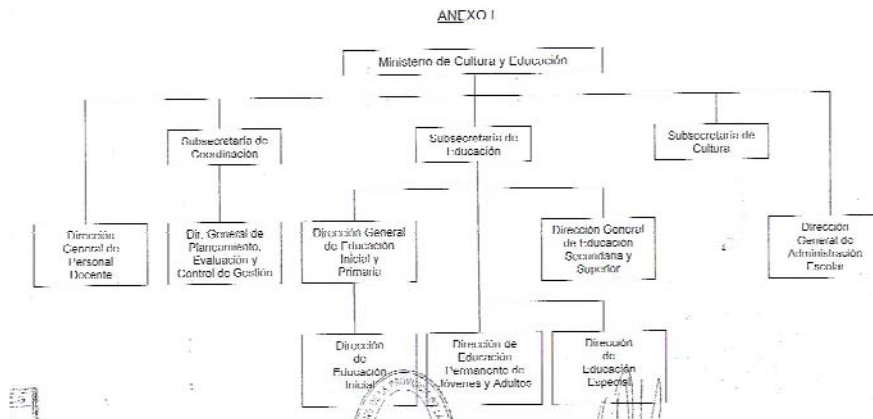 ANEXO I
Ministerio de Cultura y Educación
Subsecretaría de
Coordinación
Subsecretaría de
Educación
Subsecretaría de
Cultura
Dirección
General de
Personal
Docente
Dir. General de
Planeamiento,
Evaluación y
Control de Gestión
Dirección General
de Educación
Inicial y
Primaria
Dirección General
de Educación
Secundaria y
Superior
Dirección
General de
Administración
Escolar
Dirección
de
Educación
Inicial
Dirección de
Educación
Permanente de
Jóvenes y Adultos
Dirección
de
Educación
Especial
DE LA